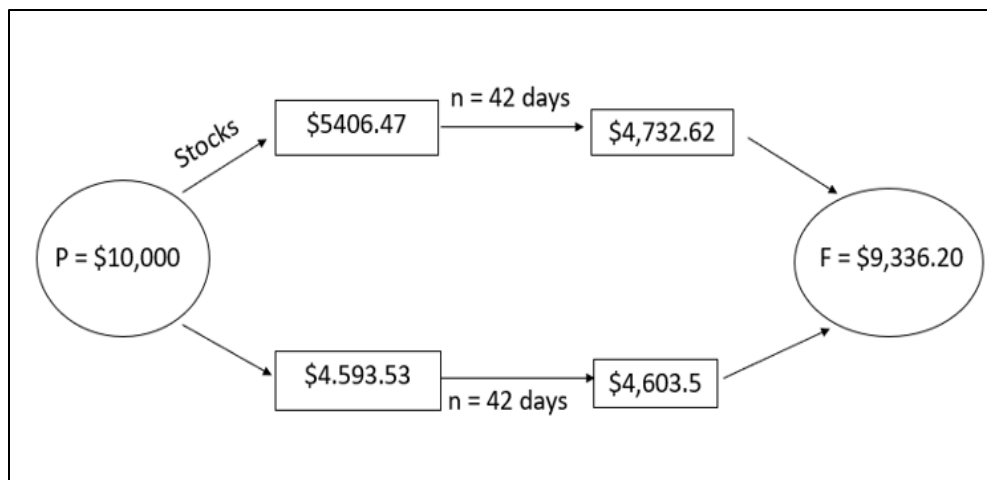 n = 42 days
$5406.47
$4,732.62
Stocks
P = $10,000
F = $9,336.20
$4.593.53
$4,603.5
n = 42 days